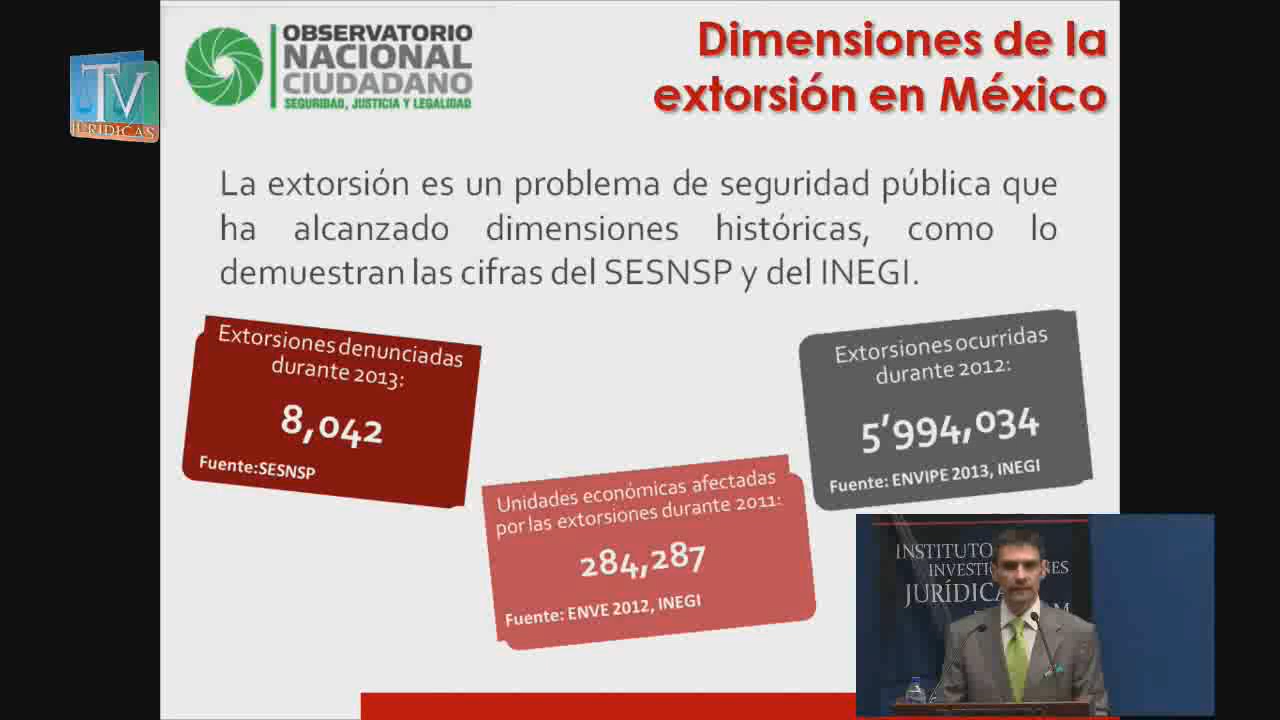 TV
JURIDICAS
OBSERVATORIO
NACIONAL
CIUDADANO
SEGURIDAD, JUSTICIA Y LEGALIDAD
Dimensiones de la
extorsión en México
La extorsión es un problema de seguridad pública que
ha alcanzado dimensiones históricas, como lo
demuestran las cifras del SESNSP y del INEGI.
Extorsiones denunciadas
durante 2013:
8,042
Fuente:SESNSP
Unidades económicas afectadas
por las extorsiones durante 2011:
284,287
Fuente: ENVE 2012, INEGI
Extorsiones ocurridas
durante 2012:
5'994,034
Fuente: ENVIPE 2013, INEGI
INSTITUTO
JURÍDICA